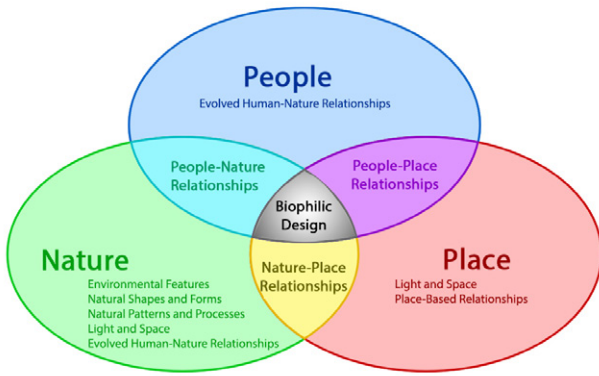 People
Evolved Human-Nature Relationships
People-Nature
Relationships
People-Place
Relationships
Biophilic
Design
Nature
Environmental Features
Natural Shapes and Forms
Natural Patterns and Processes
Light and Space
Evolved Human-Nature Relationships
Nature-Place
Relationships
Place
Light and Space
Place-Based Relationships